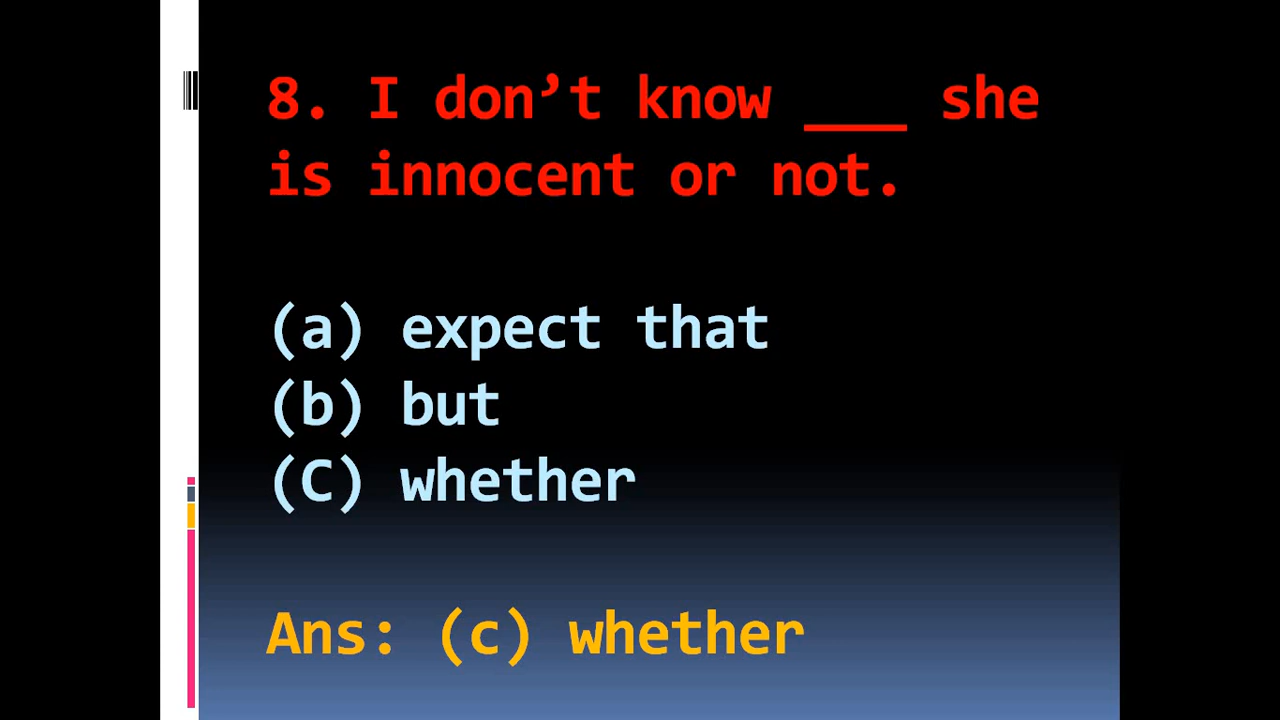 8. I don’t know ___ she
is innocent or not.
(a) expect that
(b) but
(C) whether
Ans: (c) whether